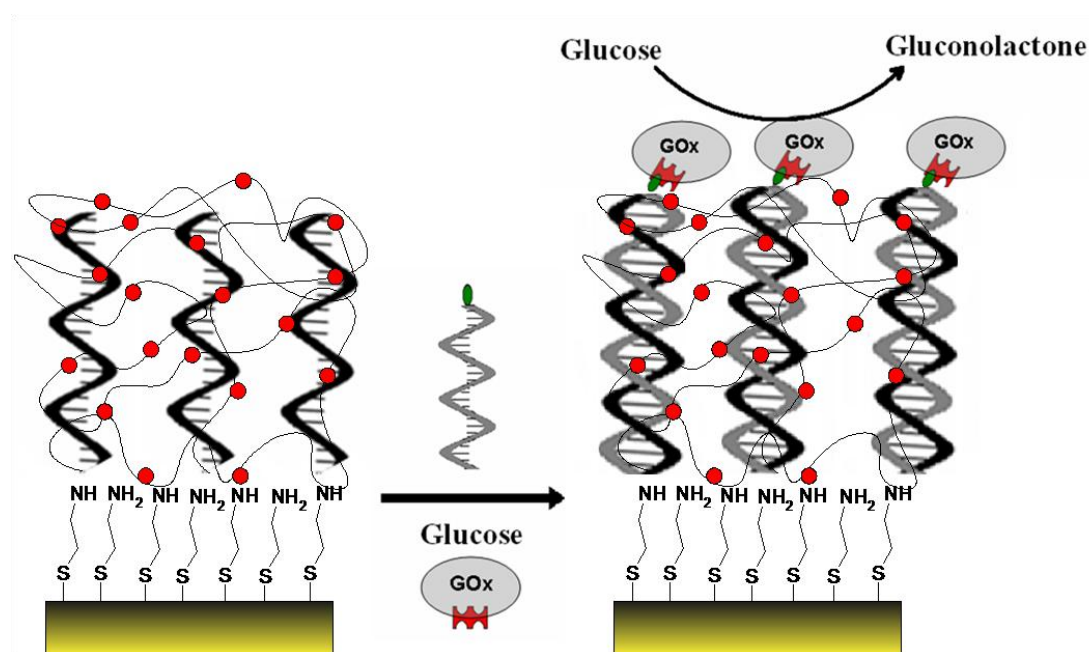 Glucose
Gluconolactone
GOx GOx GOx
NH NH₂ NH NH₂ NH NH₂ NH
NH NH₂ NH NH₂ NH NH₂ NH
Glucose
S S S S S S S
S S S S S S S
GOx